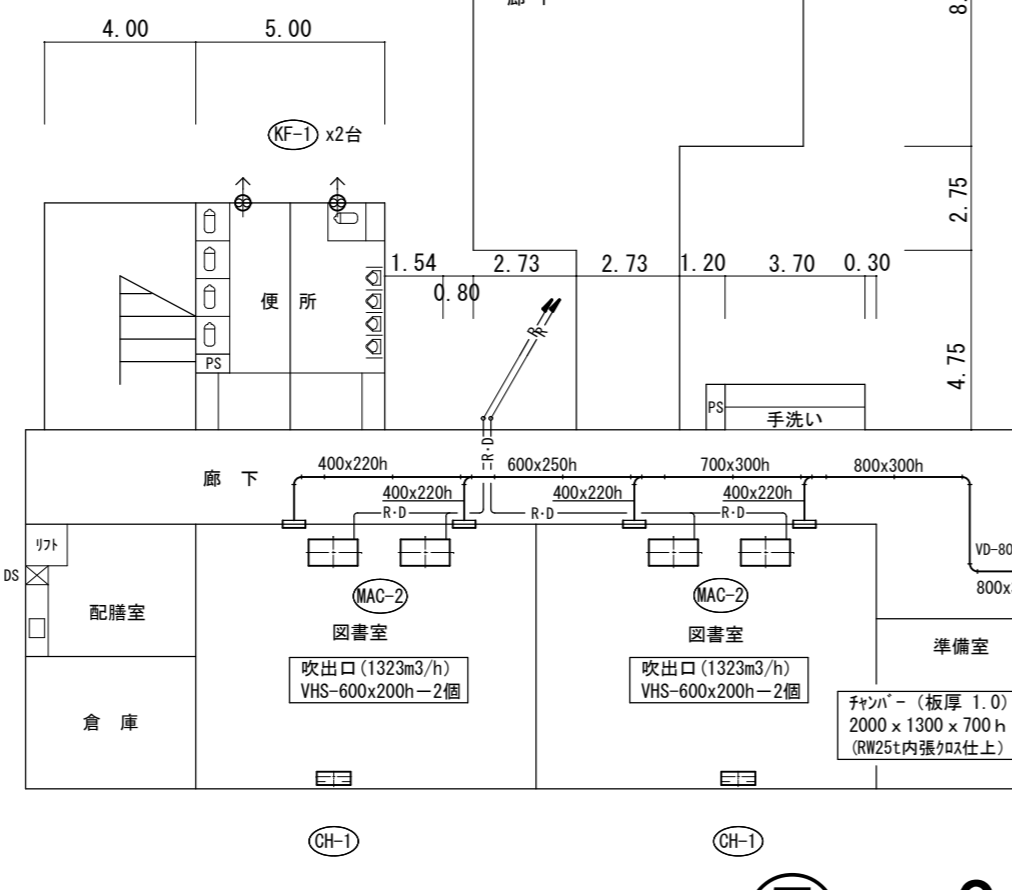 廊 下
4.00
5.00
8.
KF-1 x2台
2.75
1.54
2.73
2.73
1.20
3.70
0.30
0.80
便 所
R
R
PS
4.75
PS
手洗い
R・D
廊 下
400x220h
600x250h
700x300h
800x300h
400x220h
400x220h
400x220h
R・D
R・D
R・D
リフト
VD-80
DS
800x
MAC-2
MAC-2
配膳室
図書室
図書室
準備室
吹出口(1323m3/h)
VHS-600x200h－2個
吹出口(1323m3/h)
VHS-600x200h－2個
倉 庫
チャンバー (板厚 1.0)
2000 x 1300 x 700 h
(RW25t内張クロス仕上)
CH-1
CH-1